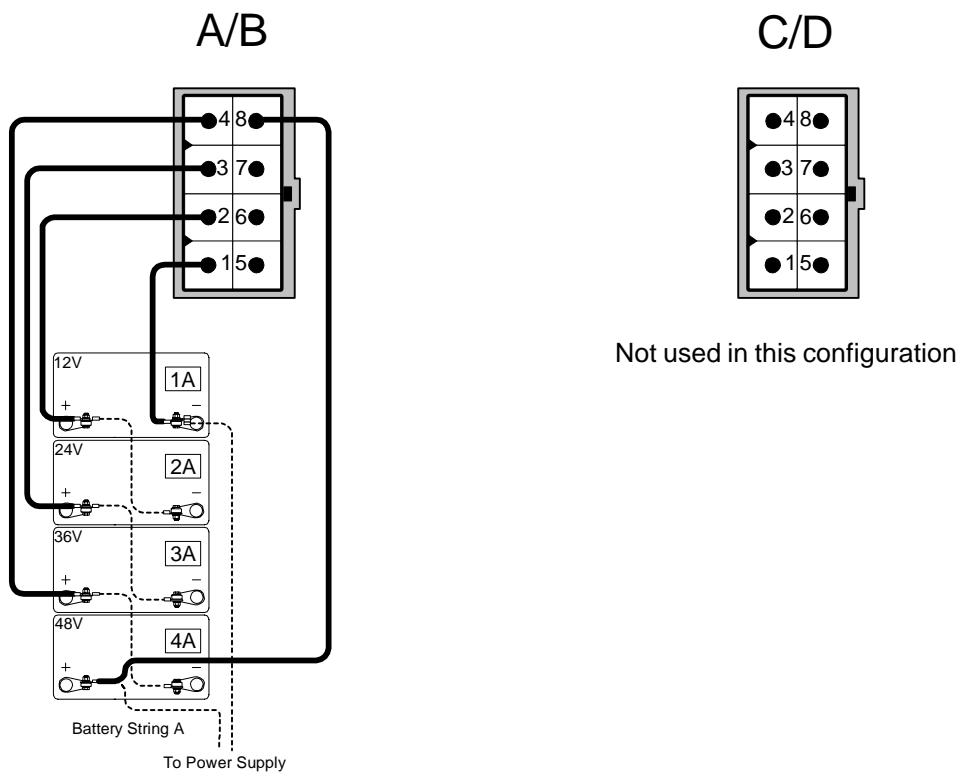 A/B
C/D
4 8
3 7
2 6
1 5
4 8
3 7
2 6
1 5
Not used in this configuration
12V
1A
+ –
24V
2A
+ –
36V
3A
+ –
48V
4A
+ –
Battery String A
To Power Supply